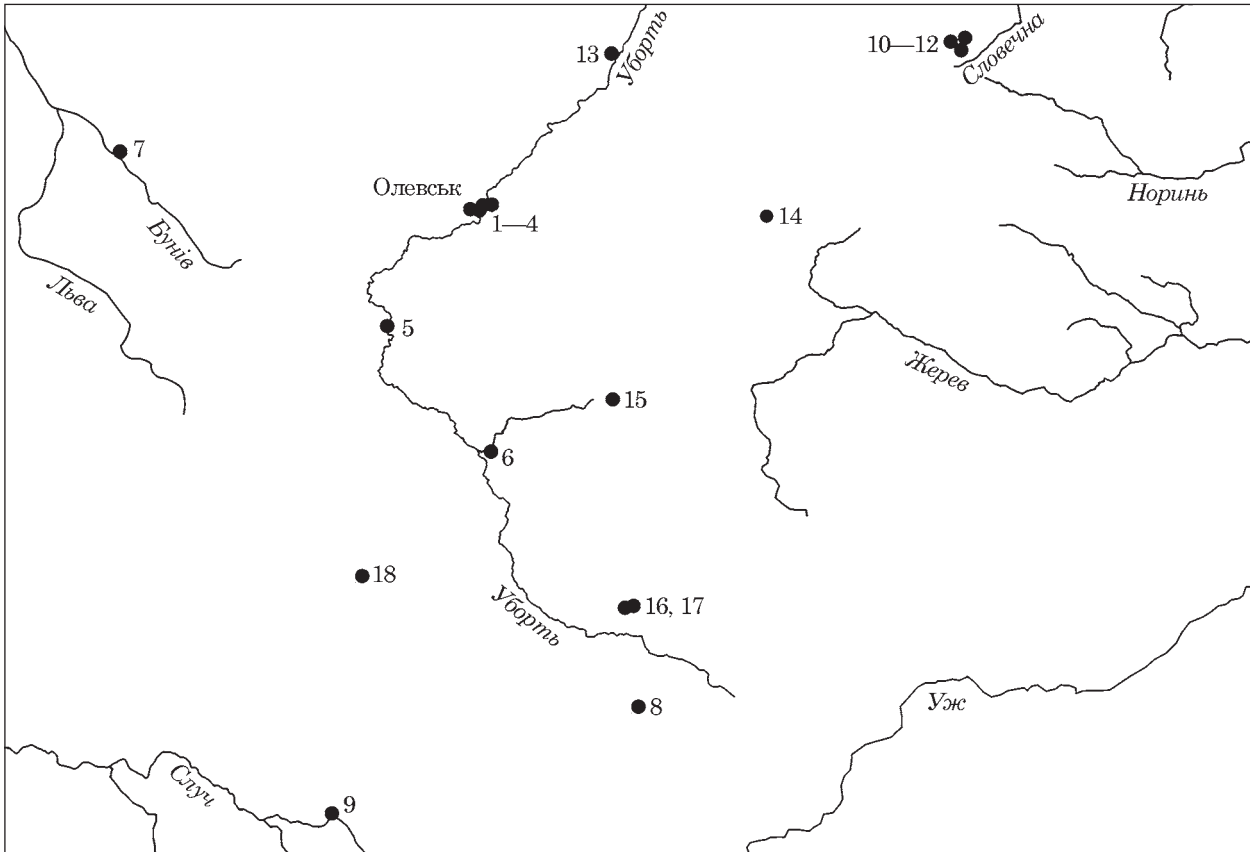 13
Уборть
10—12
Словечна
7
Олевськ
1—4
Норинь
14
Бунів
Льва
5
Жерев
15
6
18
Уборть
16, 17
8
Уж
Случ
9